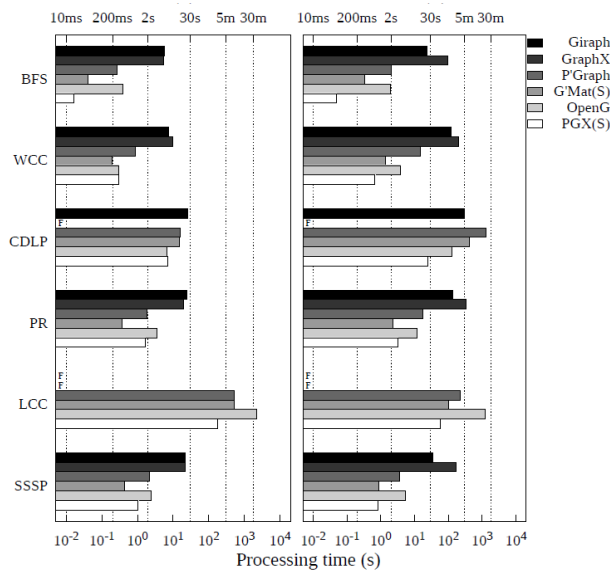 10ms 200ms 2s 30s 5m 30m 10ms 200ms 2s 30s 5m 30m
Giraph
GraphX
P'Graph
G'Mat(S)
OpenG
PGX(S)
BFS
WCC
F F
CDLP
PR
F F
F F
LCC
SSSP
10⁻² 10⁻¹ 10⁰ 10¹ 10² 10³ 10⁴ 10⁻² 10⁻¹ 10⁰ 10¹ 10² 10³ 10⁴
Processing time (s)